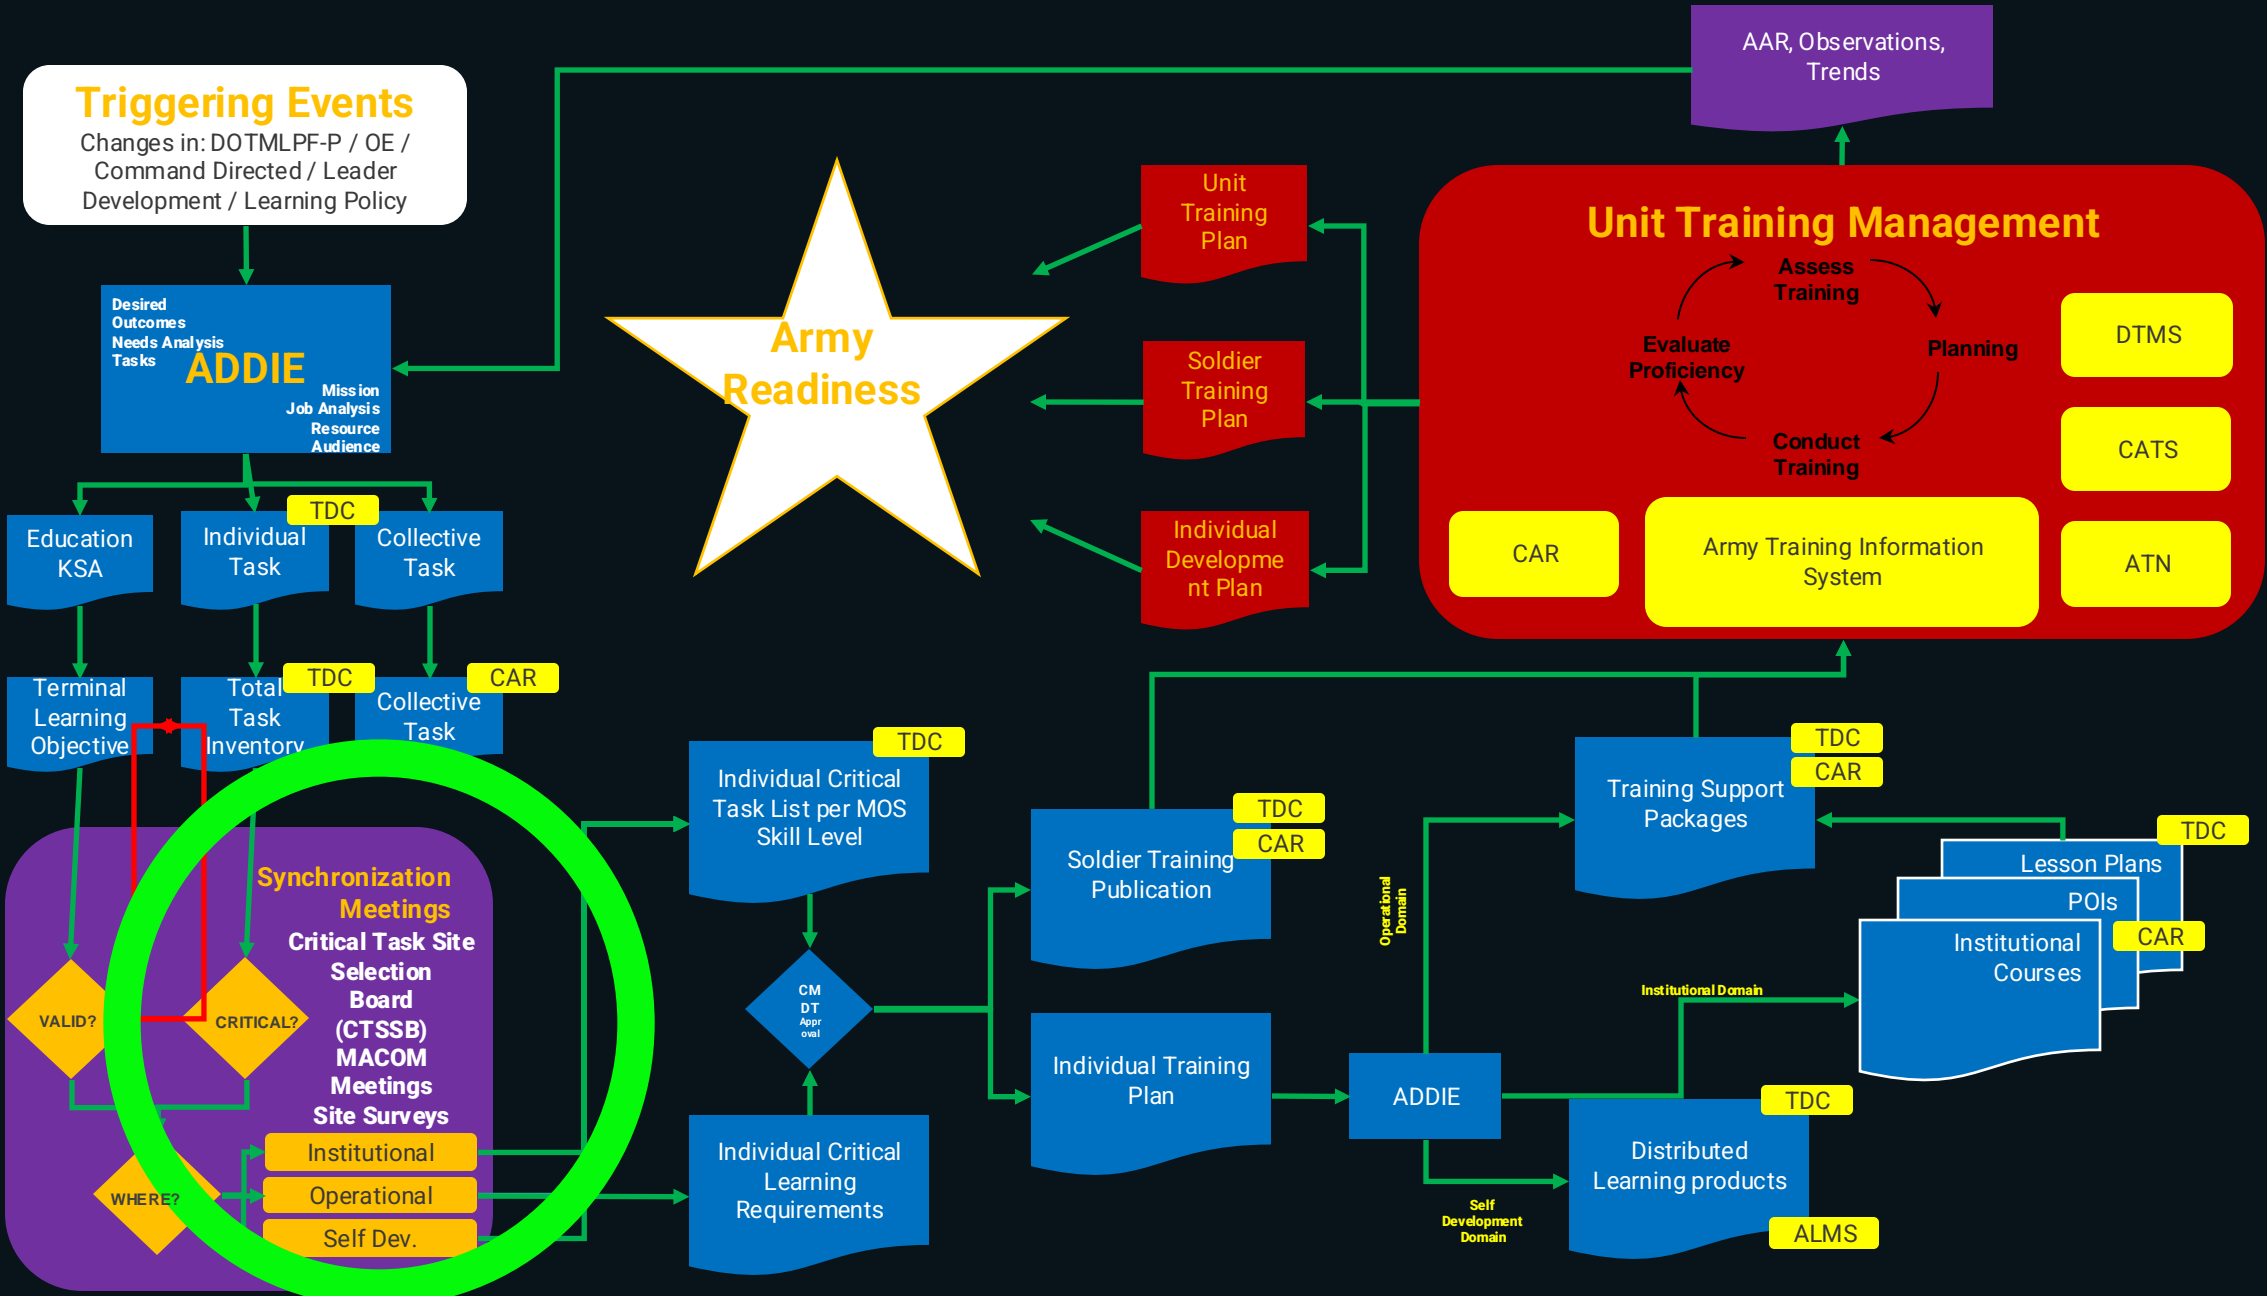 AAR, Observations,
Trends
Triggering Events
Changes in: DOTMLPF-P / OE /
Command Directed / Leader
Development / Learning Policy
Desired
Outcomes
Needs Analysis
Tasks
ADDIE
Mission
Job Analysis
Resource
Audience
Army
Readiness
Unit
Training
Plan
Soldier
Training
Plan
Individual
Developme
nt Plan
Unit Training Management
Assess
Training
Planning
Conduct
Training
Evaluate
Proficiency
DTMS
CATS
ATN
CAR
Army Training Information
System
Education
KSA
TDC
Individual
Task
Collective
Task
Terminal
Learning
Objective
TDC
Total
Task
Inventory
CAR
Collective
Task
Synchronization
Meetings
Critical Task Site
Selection
Board
(CTSSB)
MACOM
Meetings
Site Surveys
VALID?
CRITICAL?
WHERE?
Institutional
Operational
Self Dev.
TDC
Individual Critical
Task List per MOS
Skill Level
CM
DT
Appr
oval
Individual Critical
Learning
Requirements
TDC
CAR
Soldier Training
Publication
Individual Training
Plan
ADDIE
Operational
Domain
Institutional Domain
Self
Development
Domain
TDC
CAR
Training Support
Packages
TDC
Lesson Plans
POIs
CAR
Institutional
Courses
TDC
Distributed
Learning products
ALMS